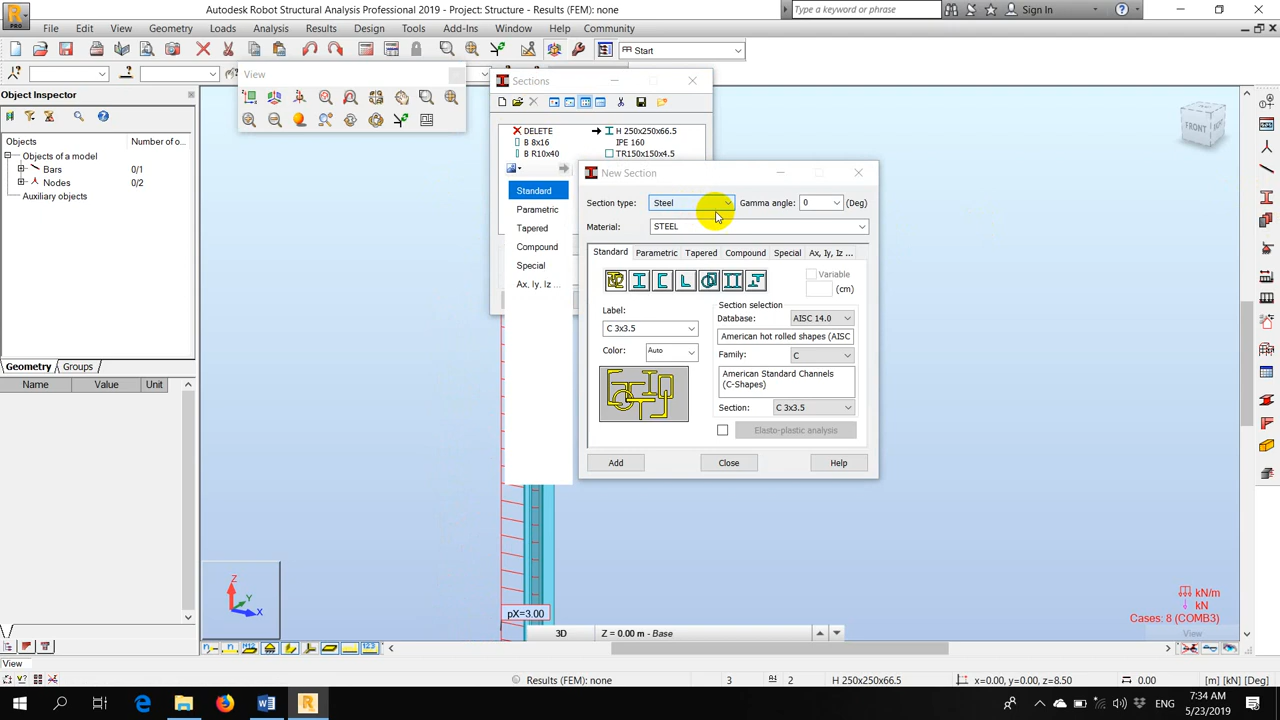 Autodesk Robot Structural Analysis Professional 2019 - Project: Structure - Results (FEM): none
Type a keyword or phrase
Sign In
PRO
File Edit View Geometry Loads Analysis Results Design Tools Add-Ins Window Help Community
Start
Object Inspector
View
Sections
Objects Number of o...
Objects of a model
Bars 0/1
Nodes 0/2
Auxiliary objects
DELETE H 250x250x66.5
B 8x16 IPE 160
B R10x40 TR150x150x4.5
FRONT
New Section
Standard
Parametric
Tapered
Compound
Special
Ax, Iy, Iz ...
Section type: Steel Gamma angle: 0 (Deg)
Material: STEEL
Standard Parametric Tapered Compound Special Ax, Iy, Iz ...
Variable
(cm)
Label: Section selection
C 3x3.5 Database: AISC 14.0
American hot rolled shapes (AISC
Color: Auto Family: C
American Standard Channels
(C-Shapes)
Section: C 3x3.5
Elasto-plastic analysis
Add Close Help
Geometry Groups
Name Value Unit
Z
Y
X
pX=3.00
kN/m
kN
Cases: 8 (COMB3)
3D Z = 0.00 m - Base
View
View
Results (FEM): none 3 2 H 250x250x66.5 x=0.00, y=0.00, z=8.50 0.00 [m] [kN] [Deg]
ENG
7:34 AM
5/23/2019